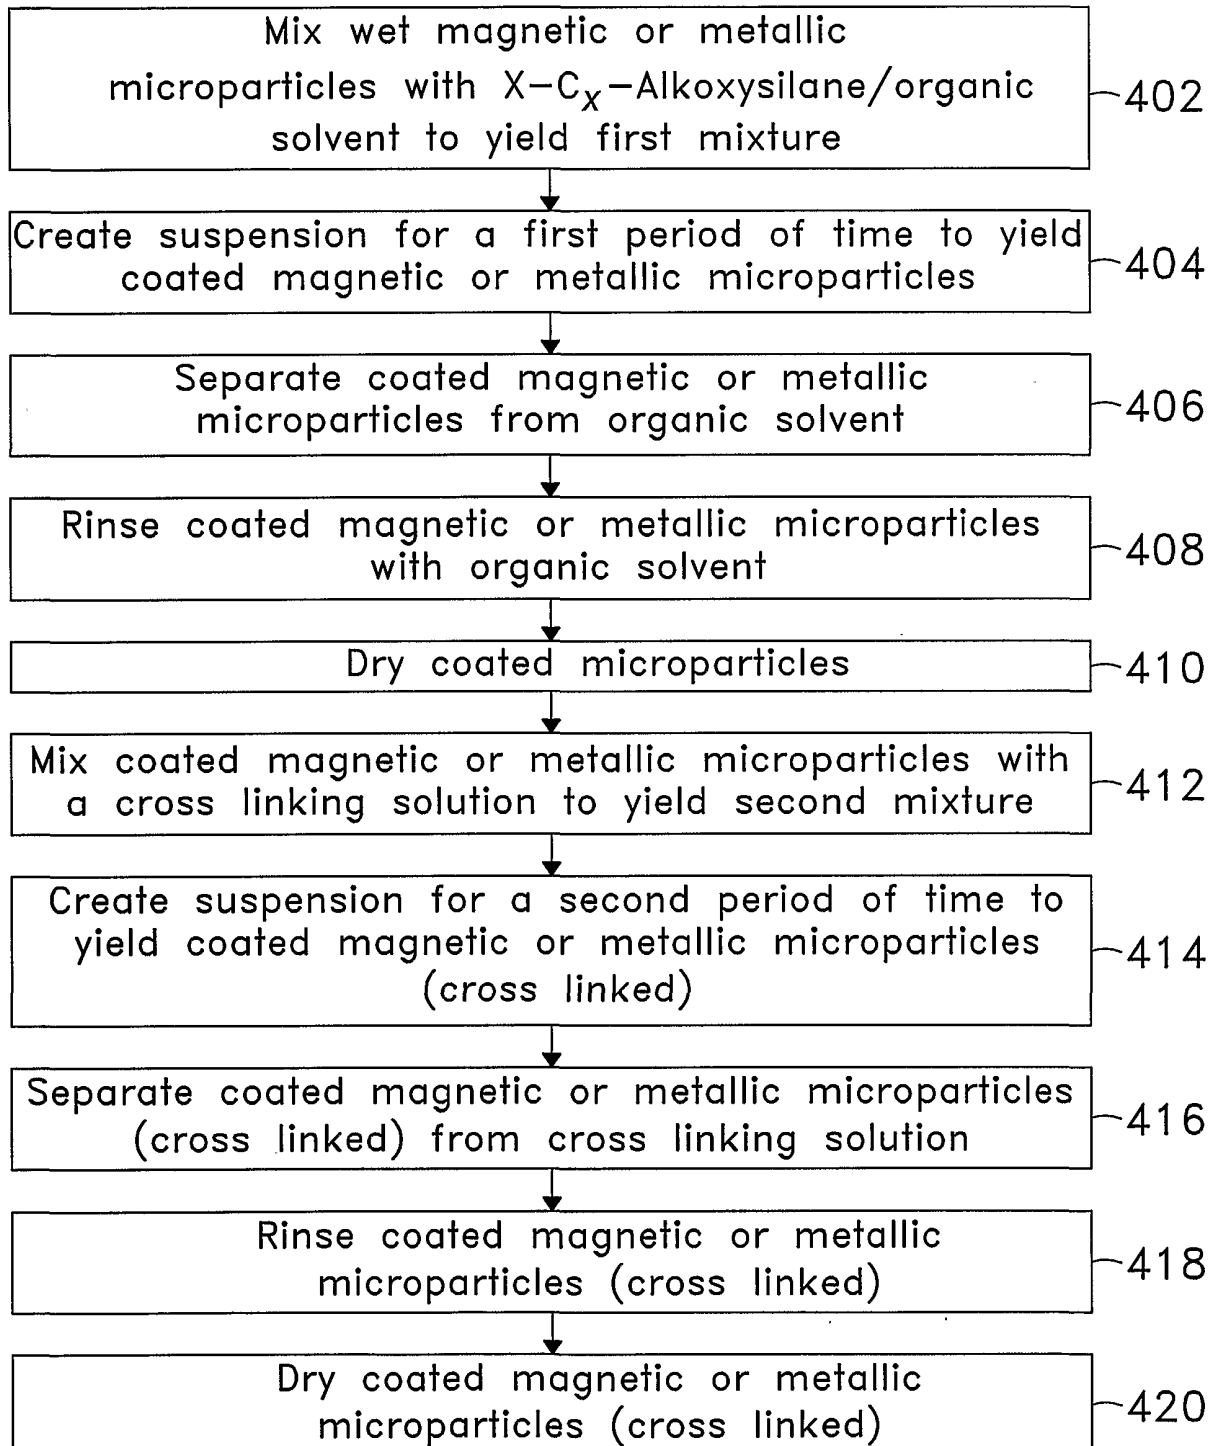 Mix wet magnetic or metallic
microparticles with X-Cx-Alkoxysilane/organic
solvent to yield first mixture
402
Create suspension for a first period of time to yield
coated magnetic or metallic microparticles
404
Separate coated magnetic or metallic
microparticles from organic solvent
406
Rinse coated magnetic or metallic microparticles
with organic solvent
408
Dry coated microparticles
410
Mix coated magnetic or metallic microparticles with
a cross linking solution to yield second mixture
412
Create suspension for a second period of time to
yield coated magnetic or metallic microparticles
(cross linked)
414
Separate coated magnetic or metallic microparticles
(cross linked) from cross linking solution
416
Rinse coated magnetic or metallic
microparticles (cross linked)
418
Dry coated magnetic or metallic
microparticles (cross linked)
420